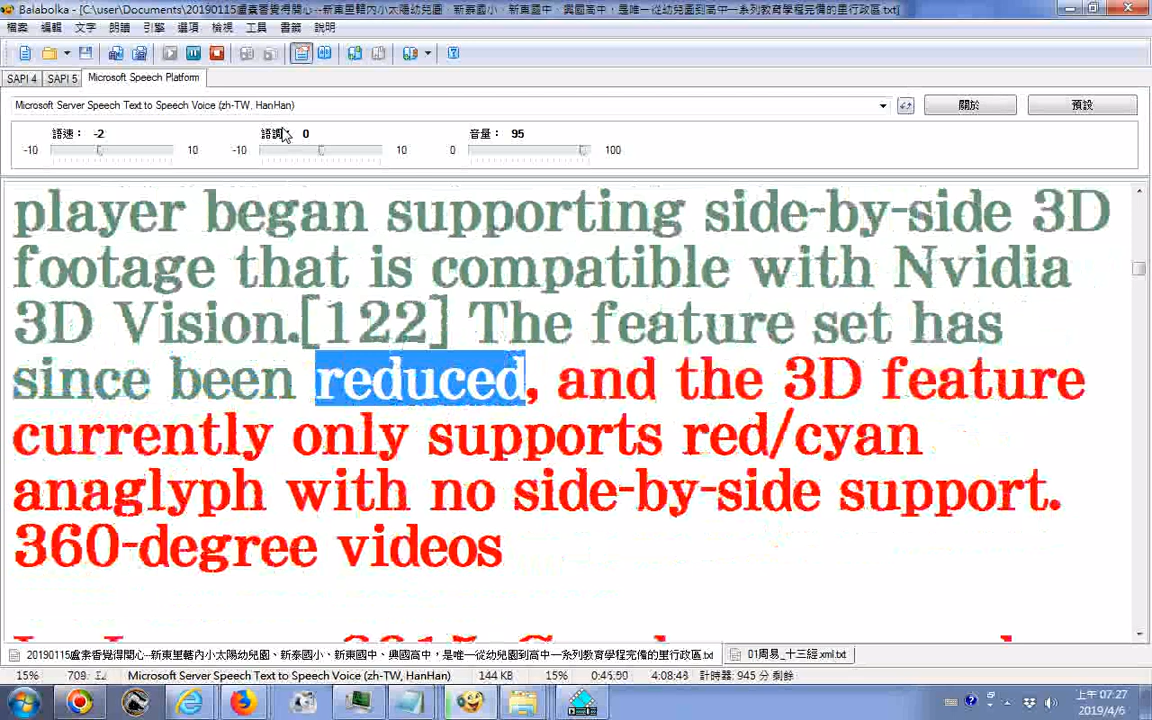 Balabolka - [C:\user\Documents\20190115盧素香覺得開心--新東里轄內小太陽幼兒園、新泰國小、新東國中、興國高中，是唯一從幼兒園到高中一系列教育學程完備的里行政區.txt]
檔案 編輯 文字 朗讀 引擎 選項 檢視 工具 書籤 說明
SAPI 4 SAPI 5 Microsoft Speech Platform
Microsoft Server Speech Text to Speech Voice (zh-TW, HanHan) 關於 預設
語速： -2 語調： 0 音量： 95
-10 10 -10 10 0 100
player began supporting side-by-side 3D
footage that is compatible with Nvidia
3D Vision.[122] The feature set has
since been reduced, and the 3D feature
currently only supports red/cyan
anaglyph with no side-by-side support.
360-degree videos
20190115盧素香覺得開心--新東里轄內小太陽幼兒園、新泰國小、新東國中、興國高中，是唯一從幼兒園到高中一系列教育學程完備的里行政區.txt 01周易_十三經.xml.txt
15% Microsoft Server Speech Text to Speech Voice (zh-TW, HanHan) 144 KB 15% 4:08:48 計時器: 945 分 剩餘
上午 07:27
2019/4/6